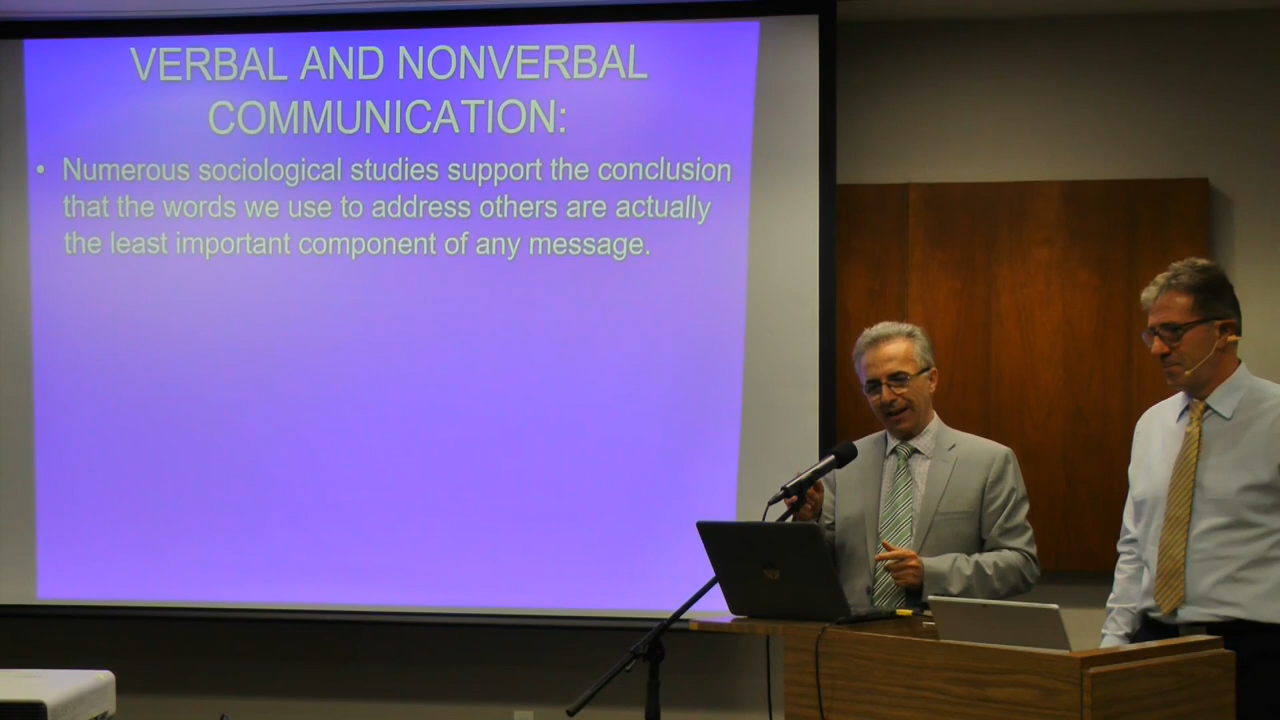 VERBAL AND NONVERBAL
COMMUNICATION:
• Numerous sociological studies support the conclusion
that the words we use to address others are actually
the least important component of any message.